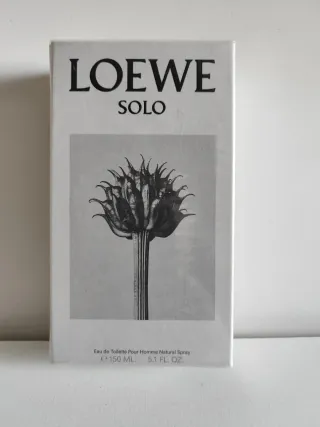 LOEWE
SOLO
Eau de Toilette Pour Homme Natural Spray
℮ 150 ML. 5.1 FL. OZ.